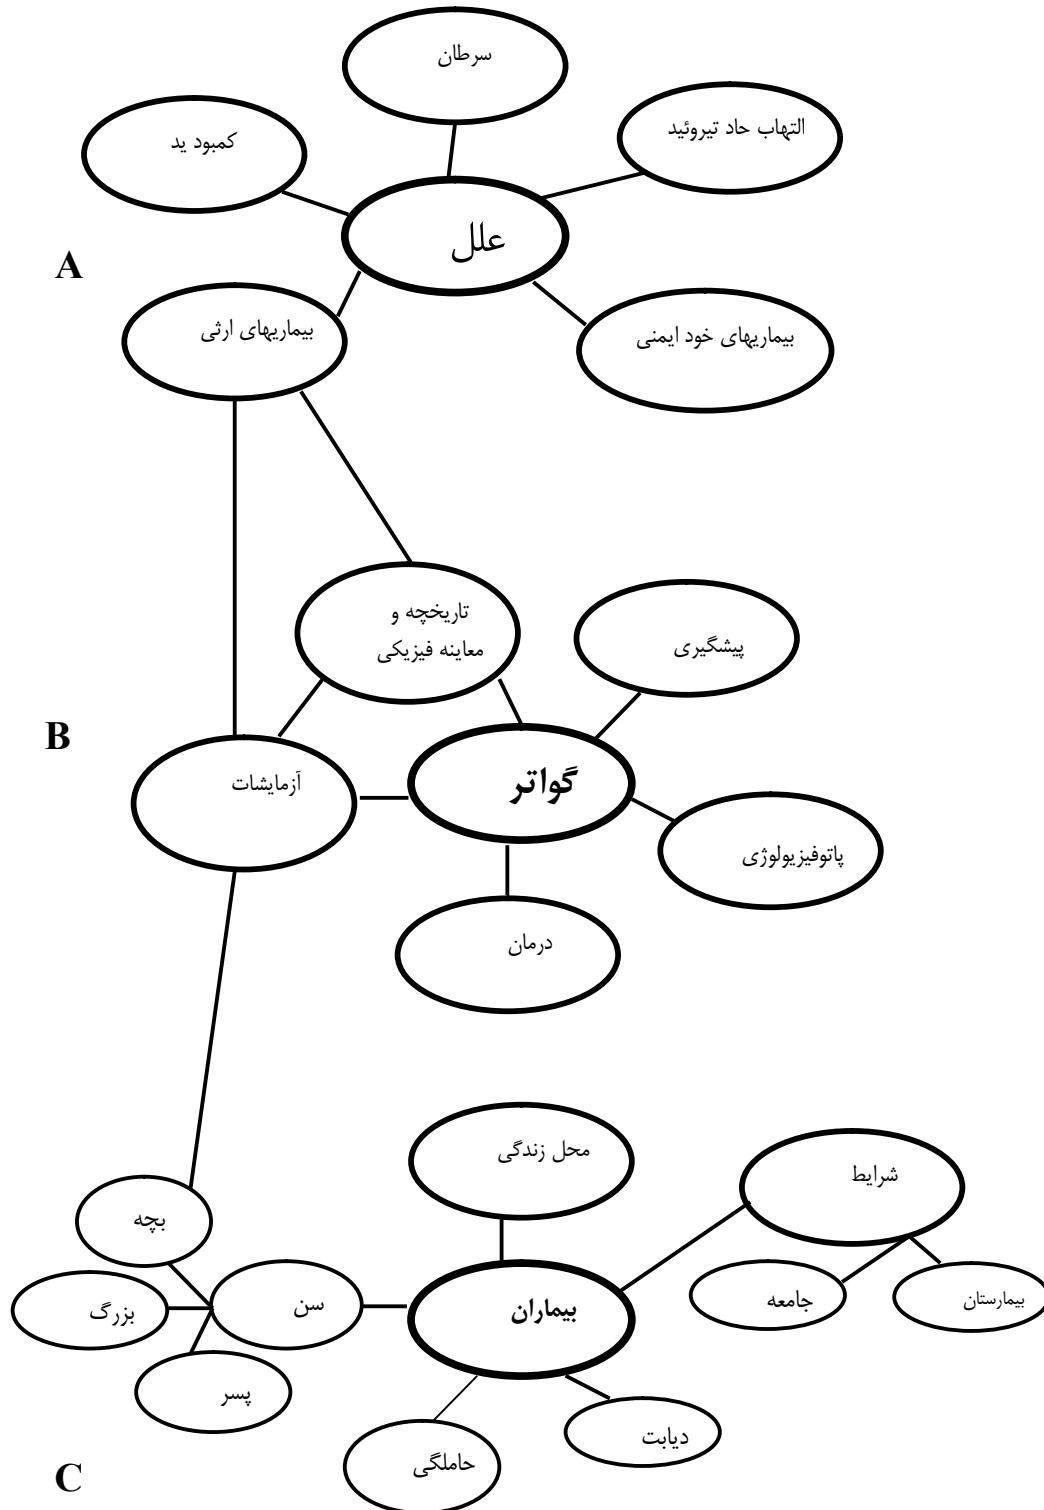 سرطان
التهاب حاد تیروئید
کمبود ید
علل
A
بیماریهای ارثی
بیماریهای خود ایمنی
تاریخچه و
معاینه فیزیکی
پیشگیری
B
گواتر
آزمایشات
پاتوفیزیولوژی
درمان
محل زندگی
شرایط
بچه
بیمارستان
جامعه
بیماران
سن
بزرگ
پسر
دیابت
حاملگی
C